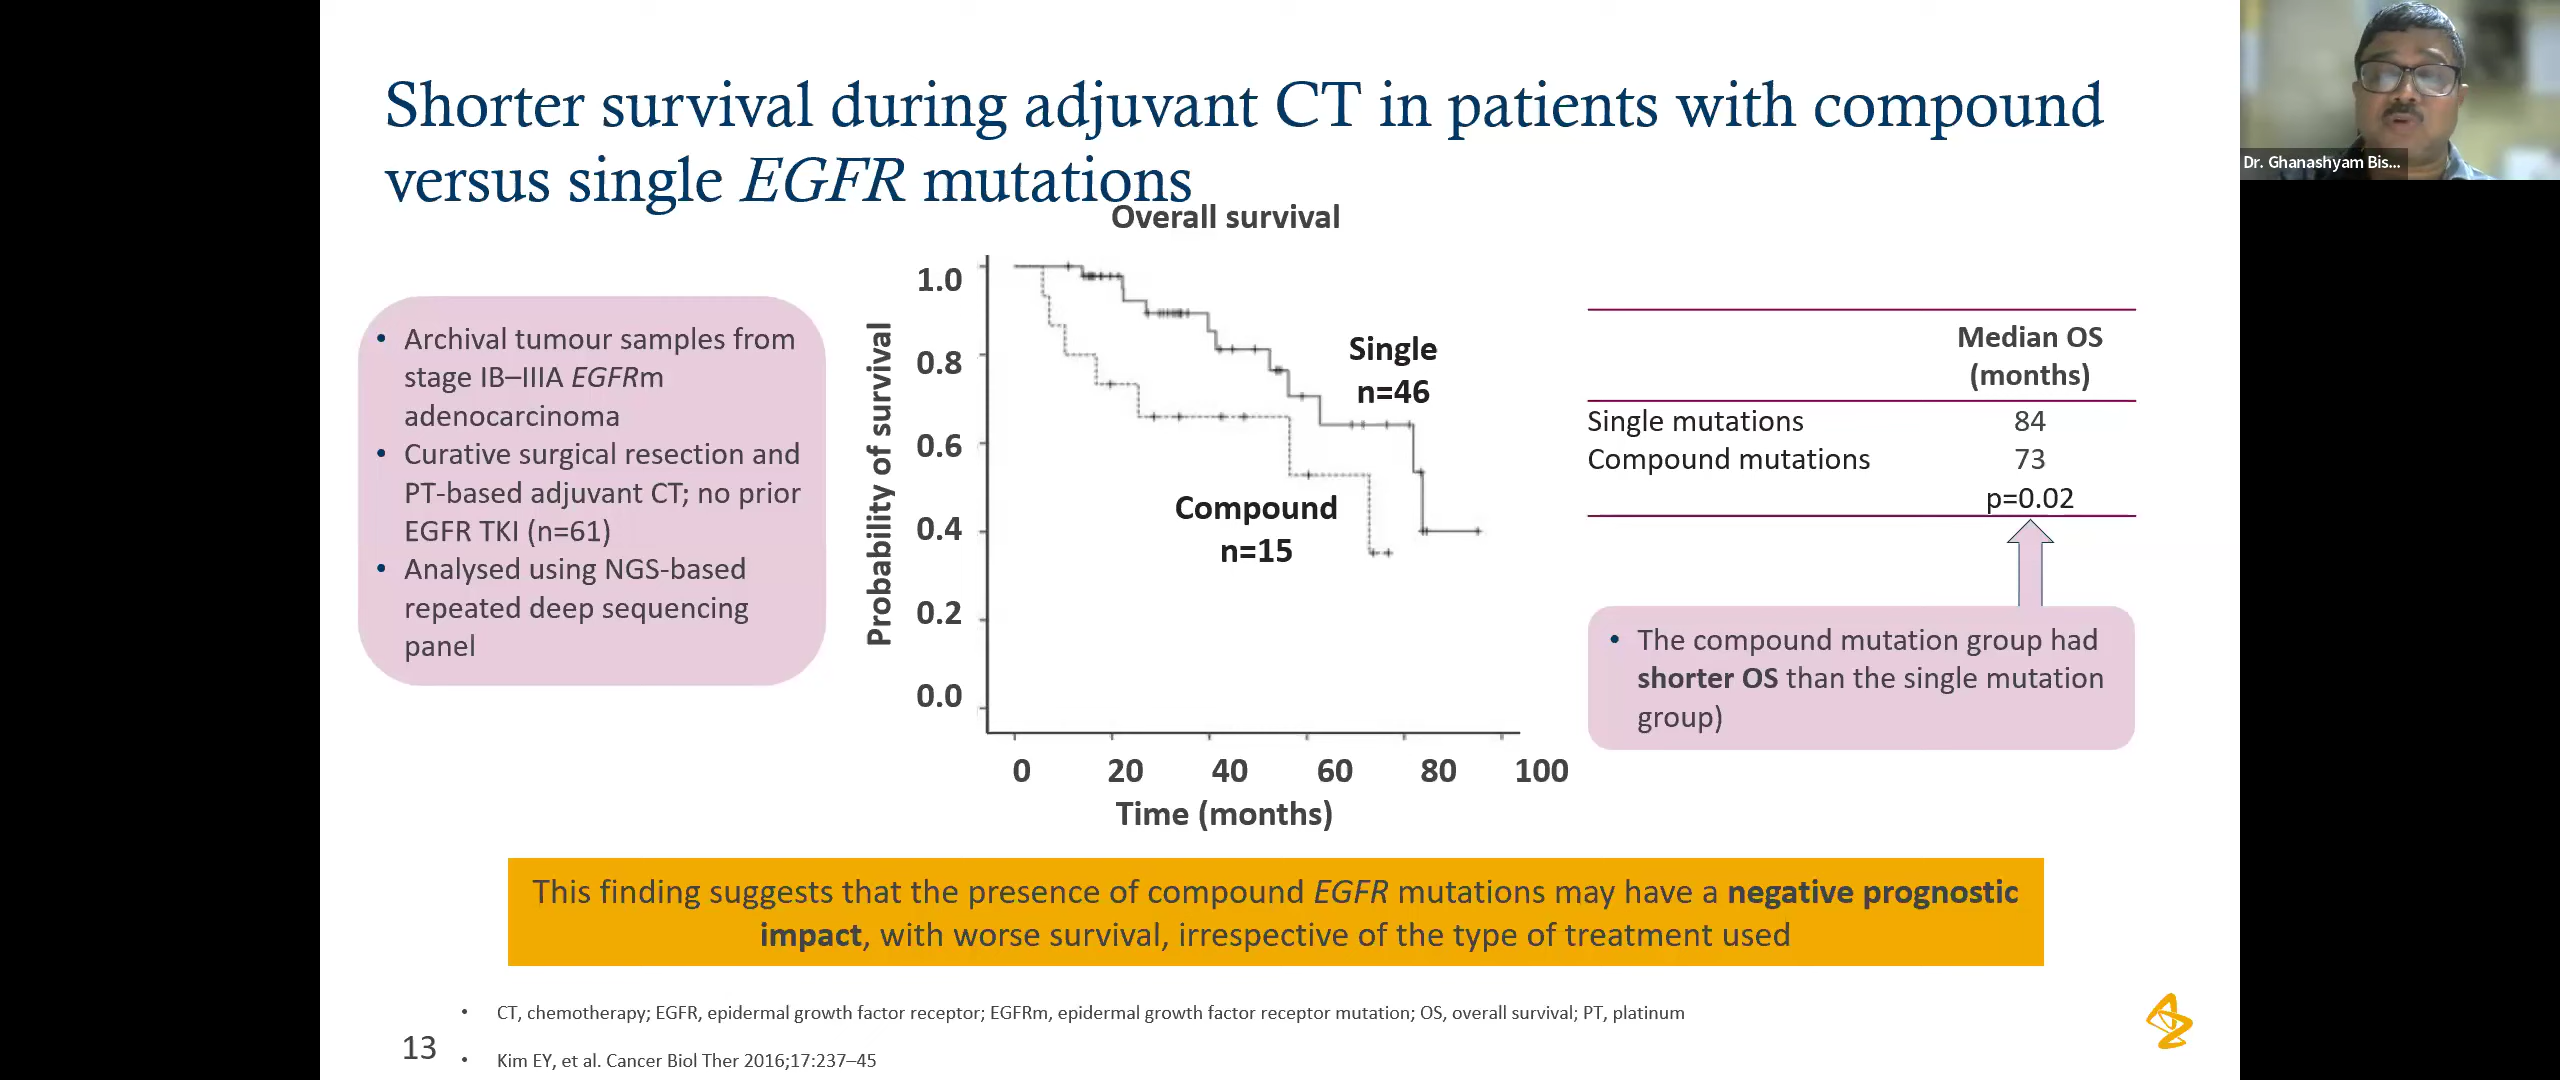 Shorter survival during adjuvant CT in patients with compound
versus single EGFR mutations
Dr. Ghanashyam Bis...
• Archival tumour samples from
stage IB–IIIA EGFRm
adenocarcinoma
• Curative surgical resection and
PT-based adjuvant CT; no prior
EGFR TKI (n=61)
• Analysed using NGS-based
repeated deep sequencing
panel
Overall survival
Probability of survival
1.0
0.8
0.6
0.4
0.2
0.0
Single
n=46
Compound
n=15
0 20 40 60 80 100
Time (months)
Median OS
(months)
Single mutations 84
Compound mutations 73
p=0.02
• The compound mutation group had
shorter OS than the single mutation
group)
This finding suggests that the presence of compound EGFR mutations may have a negative prognostic
impact, with worse survival, irrespective of the type of treatment used
• CT, chemotherapy; EGFR, epidermal growth factor receptor; EGFRm, epidermal growth factor receptor mutation; OS, overall survival; PT, platinum
13
• Kim EY, et al. Cancer Biol Ther 2016;17:237–45